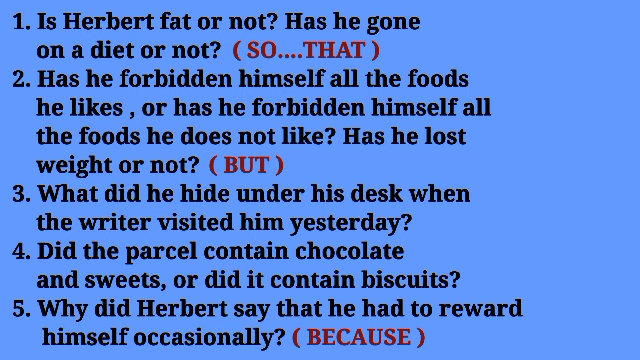 1. Is Herbert fat or not? Has he gone
on a diet or not? ( SO....THAT )
2. Has he forbidden himself all the foods
he likes , or has he forbidden himself all
the foods he does not like? Has he lost
weight or not? ( BUT )
3. What did he hide under his desk when
the writer visited him yesterday?
4. Did the parcel contain chocolate
and sweets, or did it contain biscuits?
5. Why did Herbert say that he had to reward
himself occasionally? ( BECAUSE )